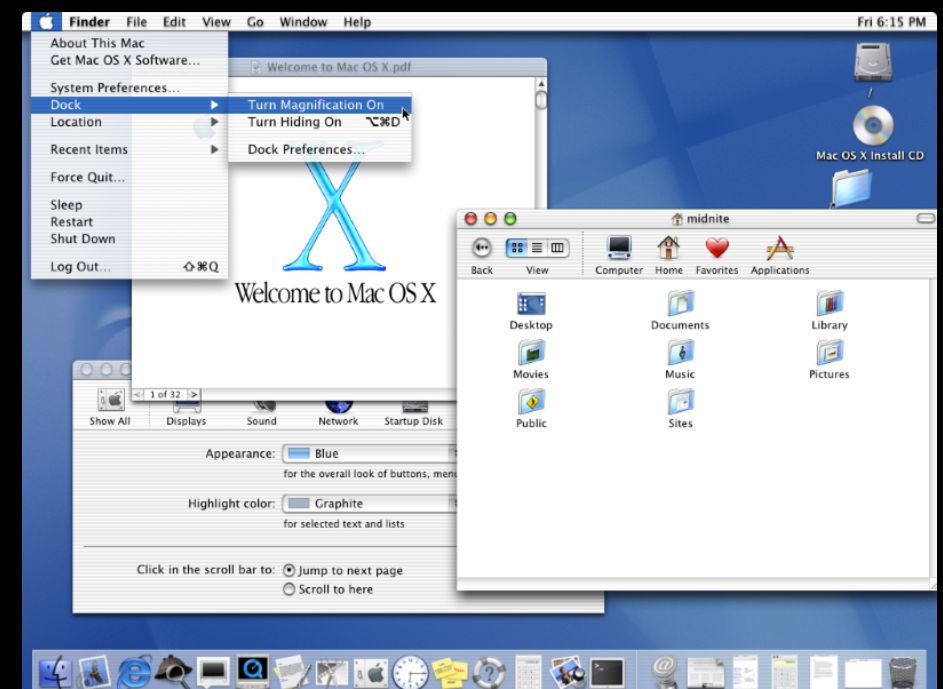 Finder File Edit View Go Window Help Fri 6:15 PM
About This Mac
Get Mac OS X Software...
System Preferences...
Dock
Location
Recent Items
Force Quit...
Sleep
Restart
Shut Down
Log Out... ⇧⌘Q
Turn Magnification On
Turn Hiding On ⌥⌘D
Dock Preferences...
Welcome to Mac OS X.pdf
X
Welcome to Mac OS X
1 of 32
/
Mac OS X Install CD
midnite
Back View Computer Home Favorites Applications
Desktop Documents Library
Movies Music Pictures
Public Sites
Show All Displays Sound Network Startup Disk
Appearance: Blue
for the overall look of buttons, men
Highlight color: Graphite
for selected text and lists
Click in the scroll bar to: Jump to next page
Scroll to here